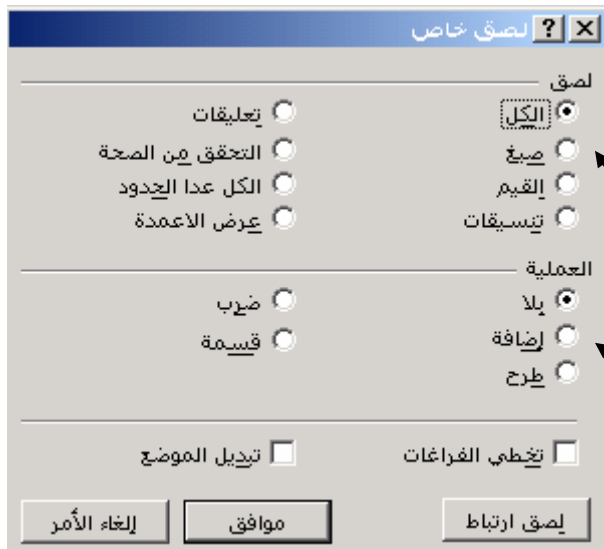 لصق خاص
لصق
الكل تعليقات
صيغ التحقق من الصحة
القيم الكل عدا الحدود
تنسيقات عرض الاعمدة
العملية
بلا ضرب
إضافة قسمة
طرح
تخطي الفراغات تبديل الموضع
لصق ارتباط موافق إلغاء الأمر